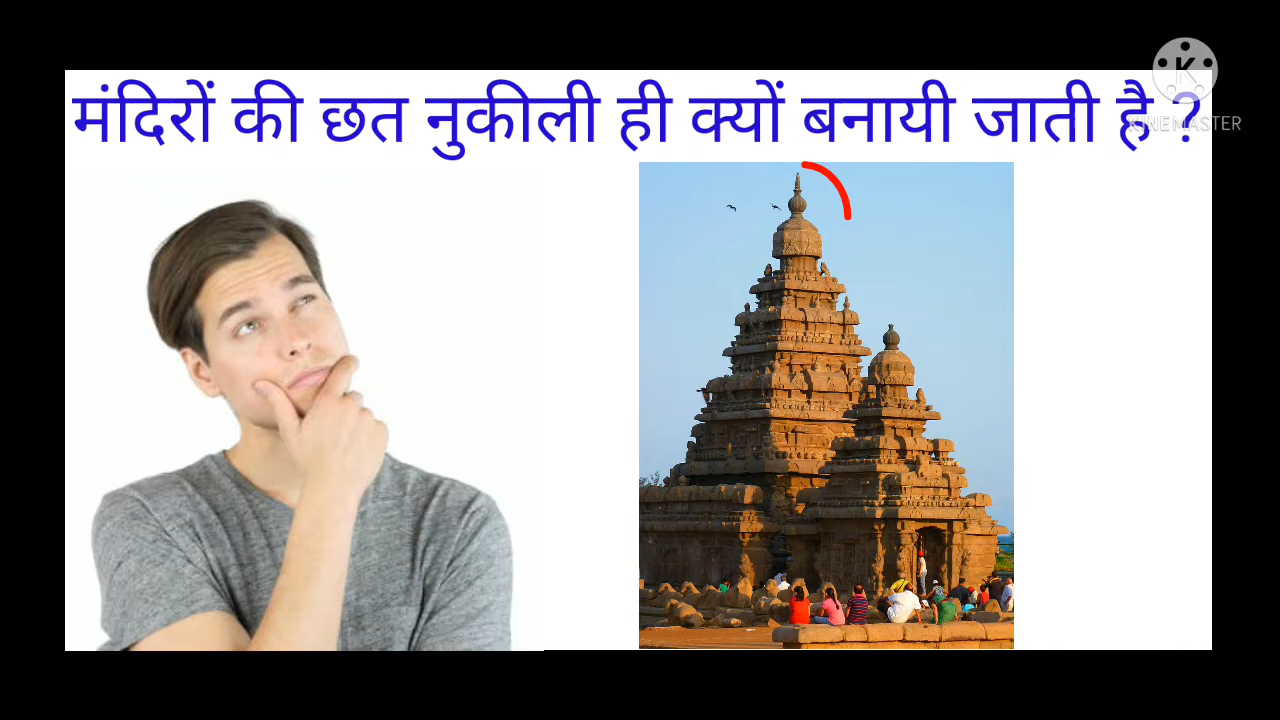 मंदिरों की छत नुकीली ही क्यों बनायी जाती है ?
K
KINEMASTER